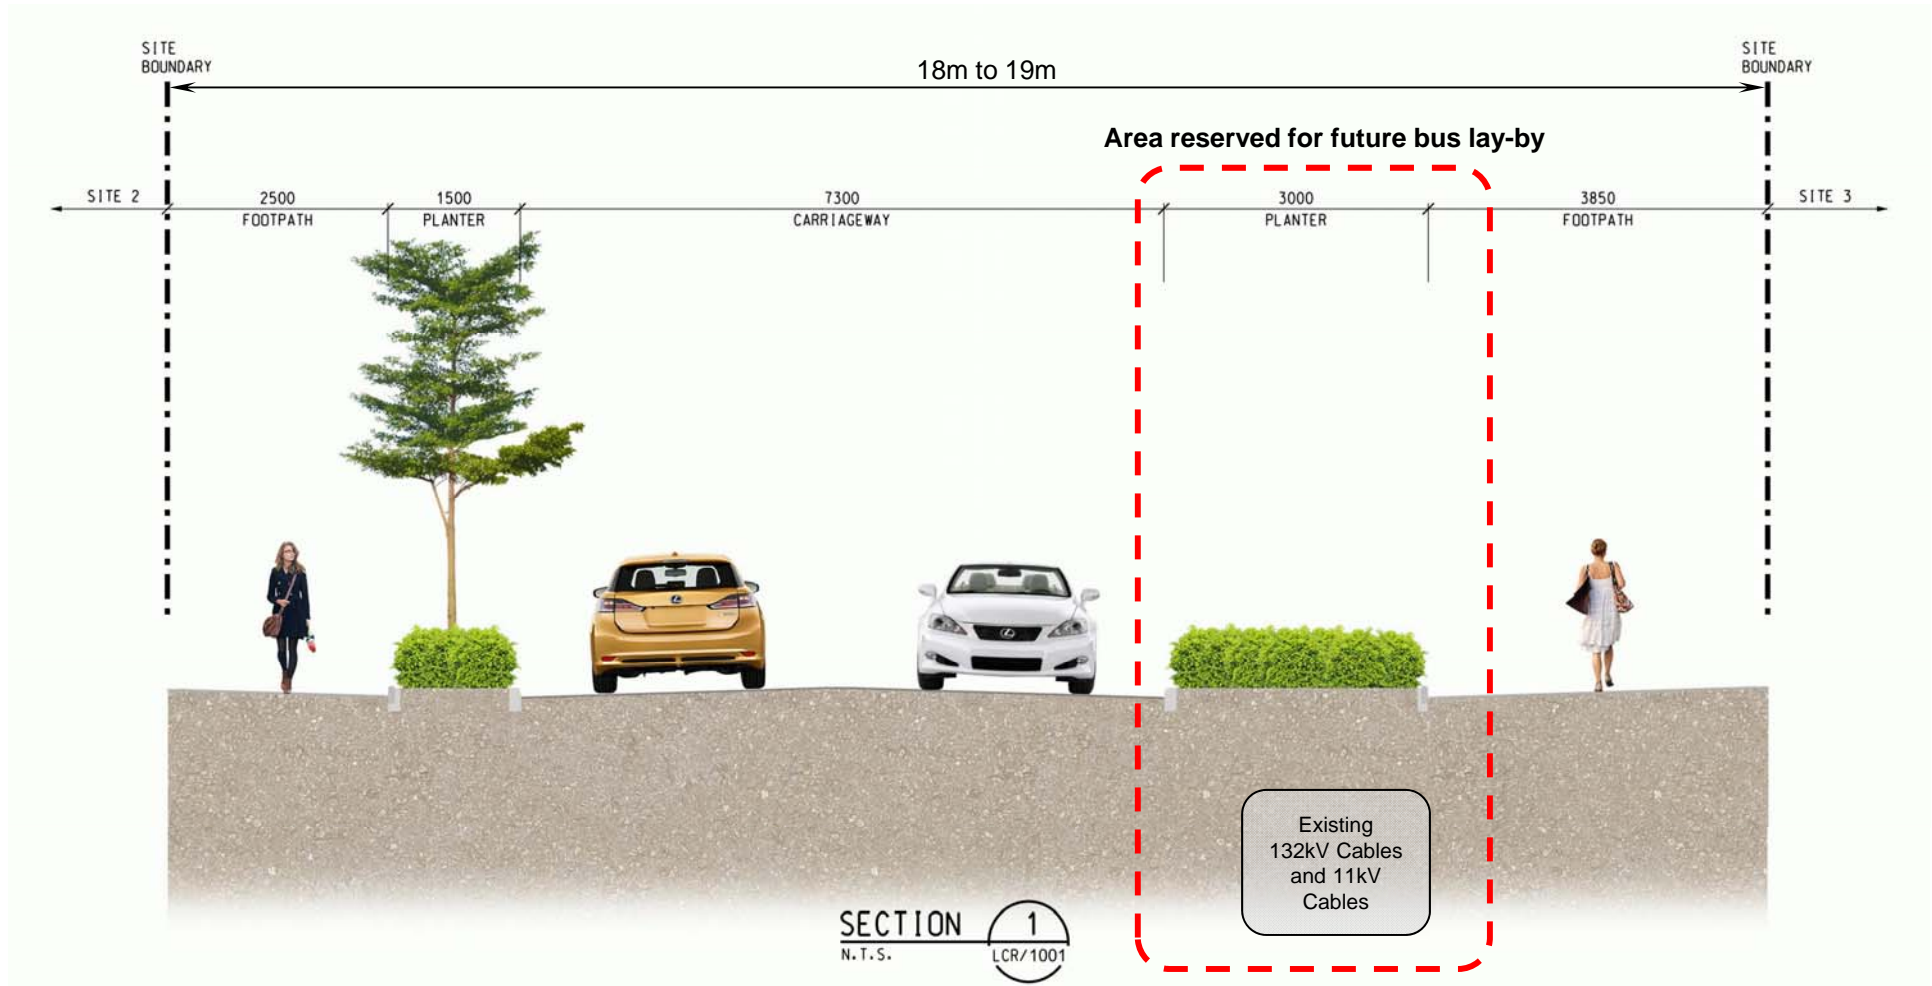 SITE
BOUNDARY
SITE
BOUNDARY
18m to 19m
Area reserved for future bus lay-by
SITE 2
2500
FOOTPATH
1500
PLANTER
7300
CARRIAGEWAY
3000
PLANTER
3850
FOOTPATH
SITE 3
Existing
132kV Cables
and 11kV
Cables
SECTION
N.T.S.
1
LCR/1001